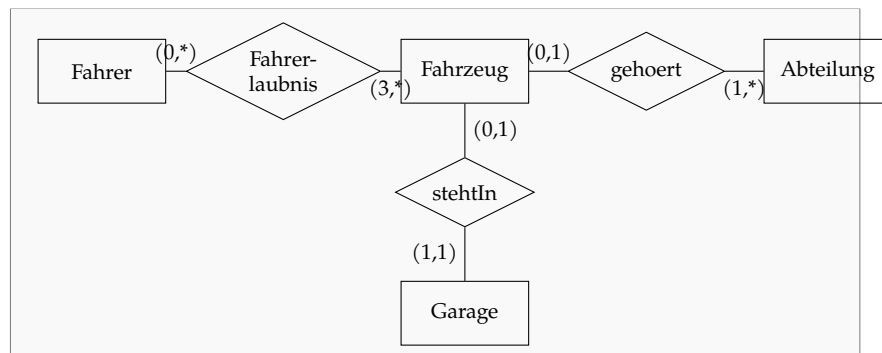 Fahrer
(0,*)
Fahrer-
laubnis
(3,*)
Fahrzeug
(0,1)
gehoert
(1,*)
Abteilung
(0,1)
stehtIn
(1,1)
Garage